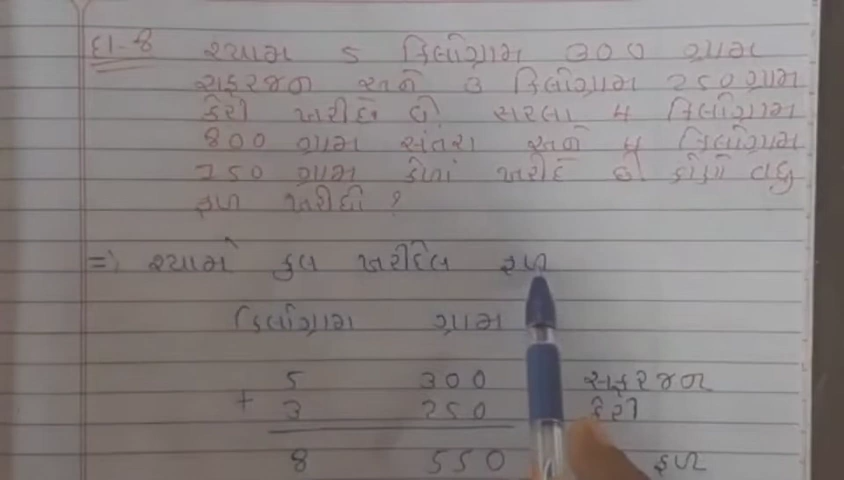 દા-8 શ્યામ 5 કિલોગ્રામ 300 ગ્રામ
સફરજન અને 3 કિલોગ્રામ 250 ગ્રામ
કેરી ખરીદે છે. સરલા 4 કિલોગ્રામ
800 ગ્રામ સંતરા અને 4 કિલોગ્રામ
750 ગ્રામ કેળાં ખરીદે છે કોણે વધુ
ફળ ખરીદ્યા ?
=> શ્યામે કુલ ખરીદેલ ફળ
કિલોગ્રામ ગ્રામ
5 300 સફરજન
+ 3 250 કેરી
8 550 ફળ